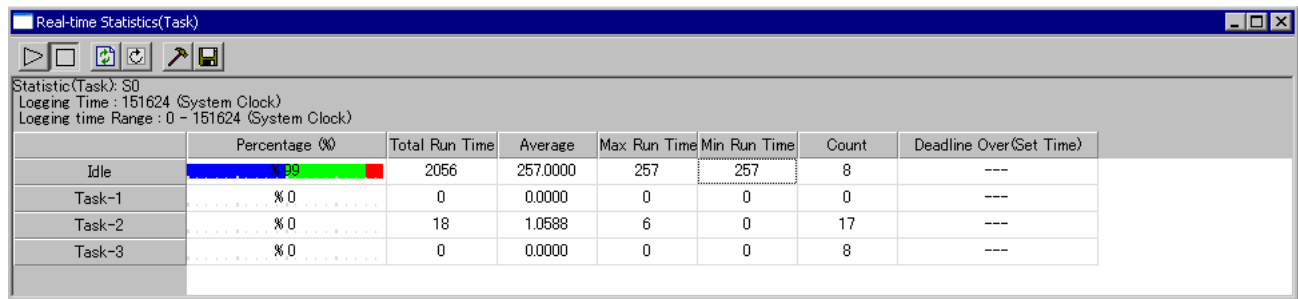 Real-time Statistics(Task)
Statistic(Task): S0
Logging Time : 151624 (System Clock)
Logging time Range : 0 - 151624 (System Clock)
Percentage (%) Total Run Time Average Max Run Time Min Run Time Count Deadline Over(Set Time)
Idle % 99 2056 257.0000 257 257 8 ---
Task-1 % 0 0 0.0000 0 0 0 ---
Task-2 % 0 18 1.0588 6 0 17 ---
Task-3 % 0 0 0.0000 0 0 8 ---